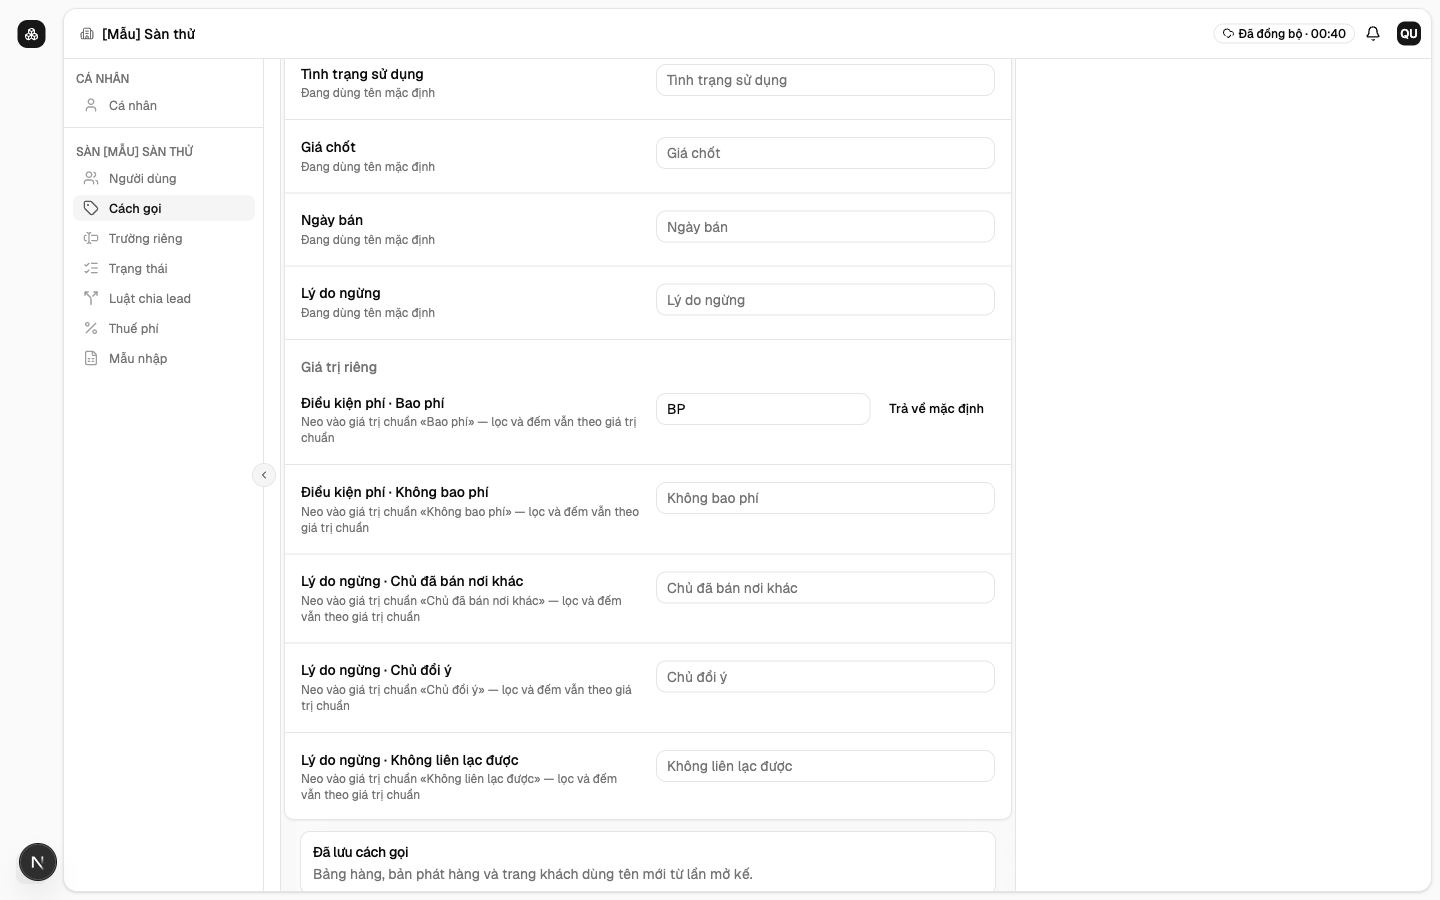 [Mẫu] Sàn thử
Đã đồng bộ · 00:40
QU
CÁ NHÂN
Cá nhân
SÀN [MẪU] SÀN THỬ
Người dùng
Cách gọi
Trường riêng
Trạng thái
Luật chia lead
Thuế phí
Mẫu nhập
Tình trạng sử dụng
Đang dùng tên mặc định
Tình trạng sử dụng
Giá chốt
Đang dùng tên mặc định
Giá chốt
Ngày bán
Đang dùng tên mặc định
Ngày bán
Lý do ngừng
Đang dùng tên mặc định
Lý do ngừng
Giá trị riêng
Điều kiện phí · Bao phí
Neo vào giá trị chuẩn «Bao phí» — lọc và đếm vẫn theo giá trị
chuẩn
BP
Trả về mặc định
Điều kiện phí · Không bao phí
Neo vào giá trị chuẩn «Không bao phí» — lọc và đếm vẫn theo
giá trị chuẩn
Không bao phí
Lý do ngừng · Chủ đã bán nơi khác
Neo vào giá trị chuẩn «Chủ đã bán nơi khác» — lọc và đếm
vẫn theo giá trị chuẩn
Chủ đã bán nơi khác
Lý do ngừng · Chủ đổi ý
Neo vào giá trị chuẩn «Chủ đổi ý» — lọc và đếm vẫn theo giá
trị chuẩn
Chủ đổi ý
Lý do ngừng · Không liên lạc được
Neo vào giá trị chuẩn «Không liên lạc được» — lọc và đếm
vẫn theo giá trị chuẩn
Không liên lạc được
Đã lưu cách gọi
Bảng hàng, bản phát hàng và trang khách dùng tên mới từ lần mở kế.
N